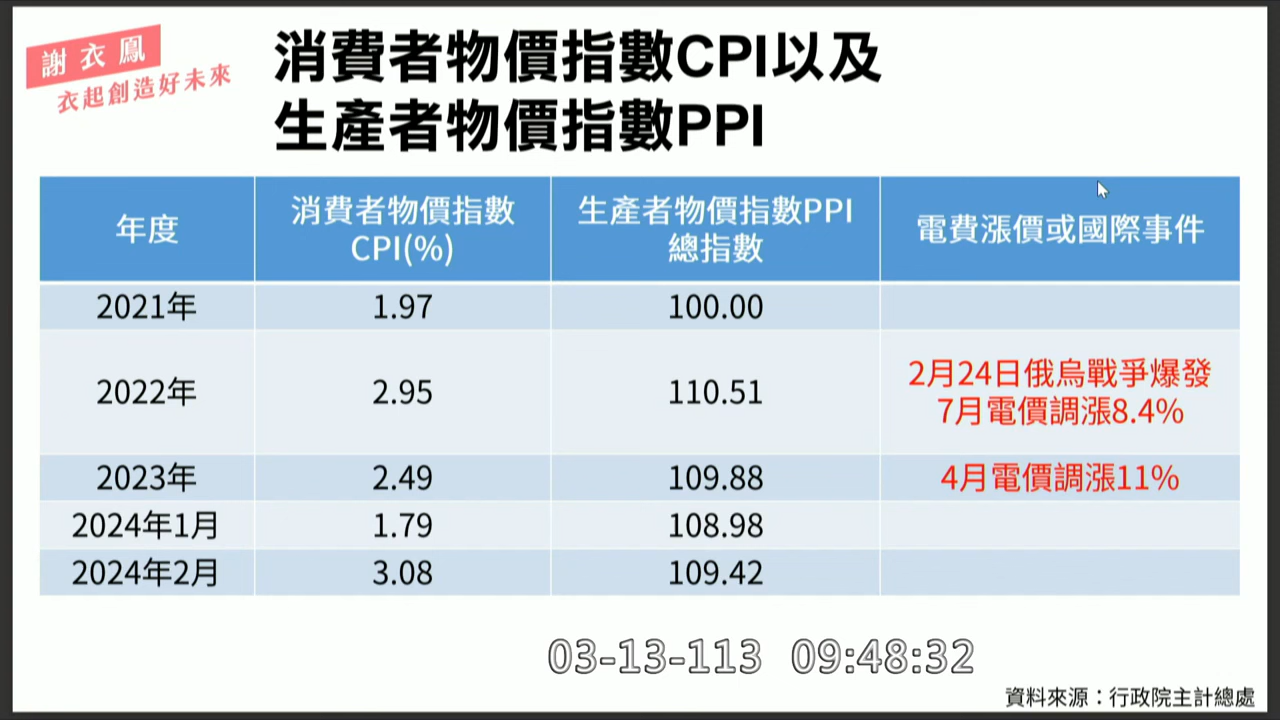 謝衣鳳
衣起創造好未來
消費者物價指數CPI以及
生產者物價指數PPI
年度
消費者物價指數
CPI(%)
生產者物價指數PPI
總指數
電費漲價或國際事件
2021年
1.97
100.00
2022年
2.95
110.51
2月24日俄烏戰爭爆發
7月電價調漲8.4%
2023年
2.49
109.88
4月電價調漲11%
2024年1月
1.79
108.98
2024年2月
3.08
109.42
03-13-113 09:48:32
資料來源：行政院主計總處